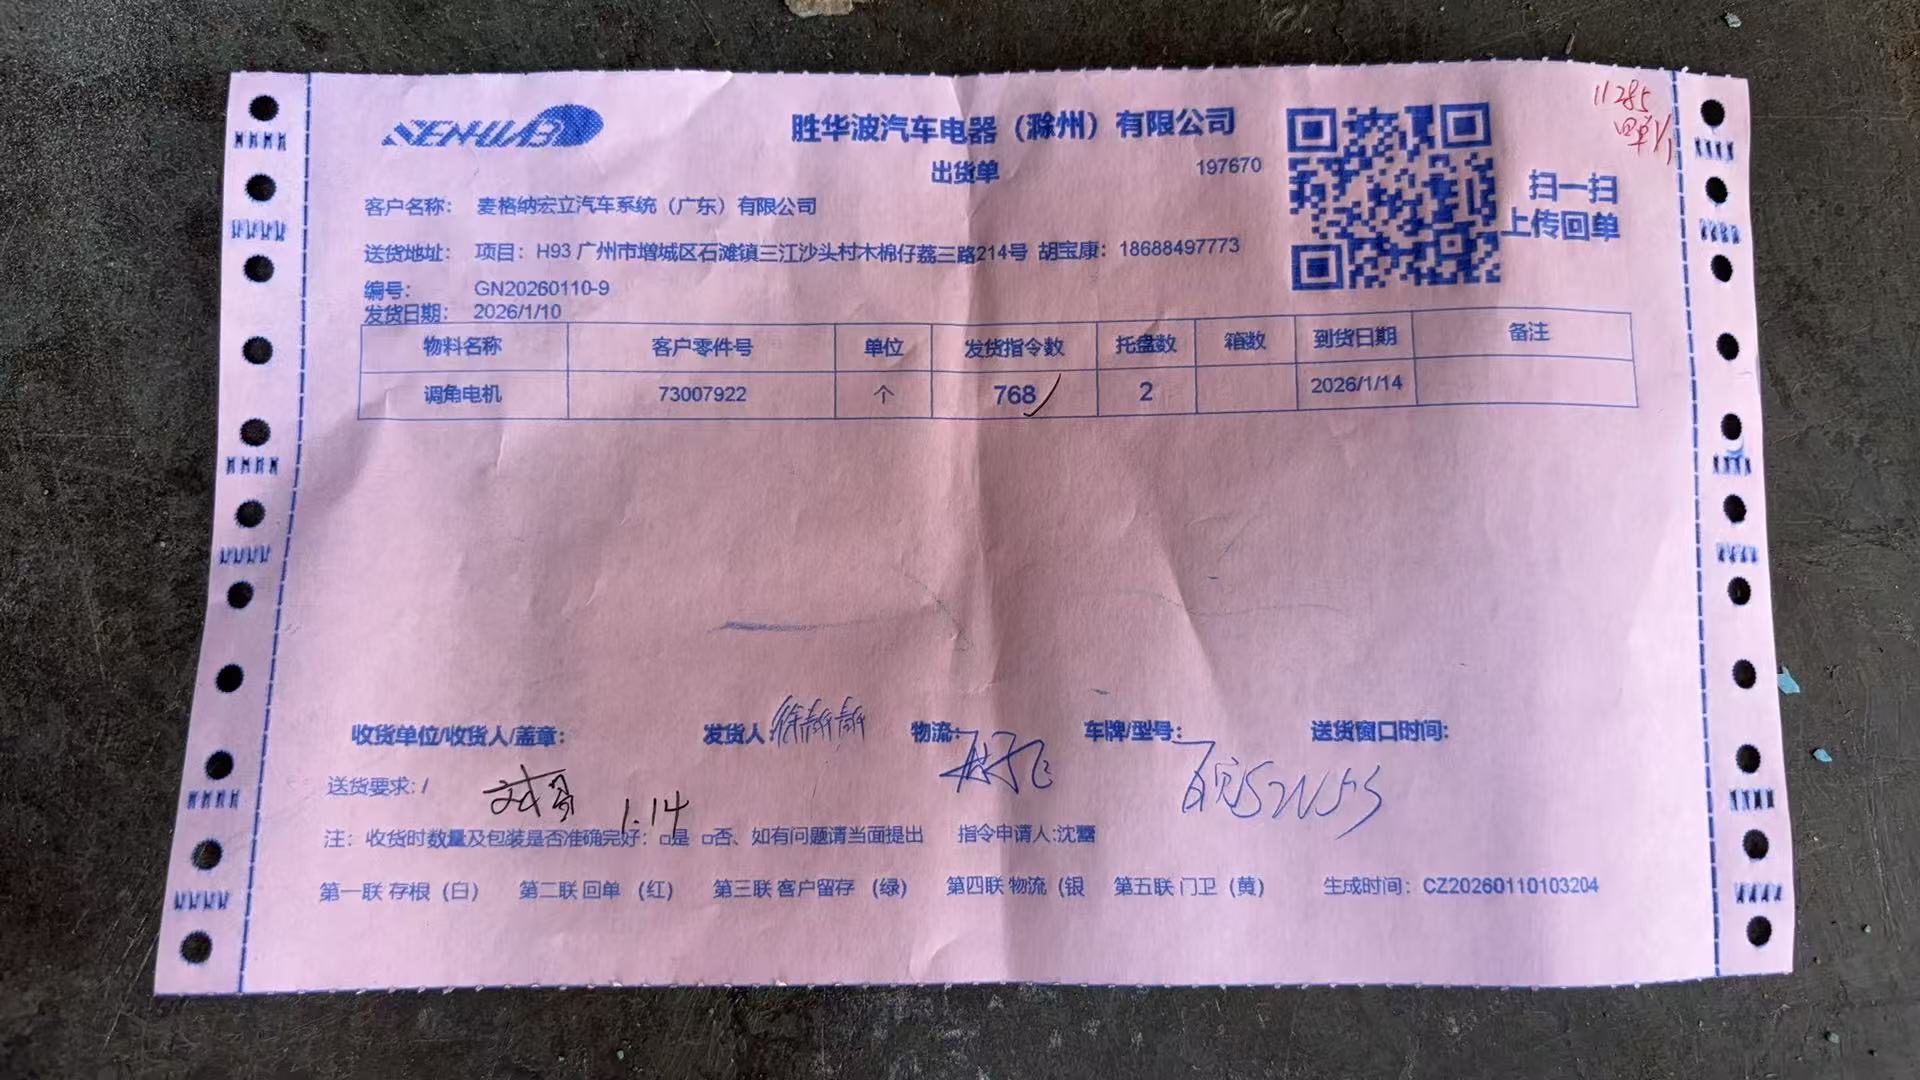 SENHWABO
胜华波汽车电器（滁州）有限公司
出货单
197670
11285
回单1/1
扫一扫
上传回单
客户名称： 麦格纳宏立汽车系统（广东）有限公司
送货地址： 项目：H93 广州市增城区石滩镇三江沙头村木棉仔荔三路214号 胡宝康：18688497773
编号： GN20260110-9
发货日期： 2026/1/10
物料名称 客户零件号 单位 发货指令数 托盘数 箱数 到货日期 备注
调角电机 73007922 个 768 2 2026/1/14
收货单位/收货人/盖章： 发货人 徐静静 物流： 车牌/型号： 送货窗口时间：
送货要求: /
1.14
注：收货时数量及包装是否准确完好：□是 □否、如有问题请当面提出 指令申请人:沈
第一联 存根（白） 第二联 回单（红） 第三联 客户留存（绿） 第四联 物流（银 第五联 门卫（黄） 生成时间：CZ20260110103204